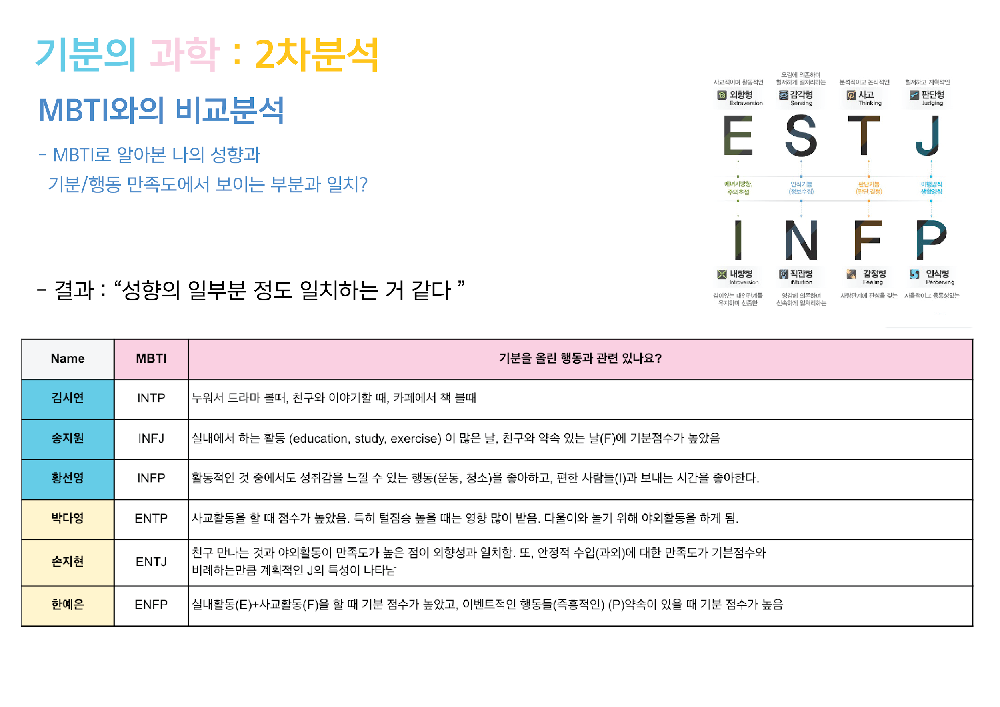 기분의 과학 : 2차분석
MBTI와의 비교분석
- MBTI로 알아본 나의 성향과
기분/행동 만족도에서 보이는 부분과 일치?
- 결과 : “성향의 일부분 정도 일치하는 거 같다 ”
사교적이며 활동적인
오감에 의존하며
철저하게 일처리하는
분석적이고 논리적인
철저하고 계획적인
외향형
Extraversion
감각형
Sensing
사고
Thinking
판단형
Judging
E S T J
에너지방향,
주의초점
인식기능
(정보수집)
판단기능
(판단,결정)
이행양식
생활양식
I N F P
내향형
Introversion
직관형
iNtuition
감정형
Feeling
인식형
Perceiving
깊이있는 대인관계를
유지하며 신중한
영감에 의존하며
신속하게 일처리하는
사람관계에 관심을 갖는
자율적이고 융통성있는
Name MBTI 기분을 올린 행동과 관련 있나요?
김시연 INTP 누워서 드라마 볼때, 친구와 이야기할 때, 카페에서 책 볼때
송지원 INFJ 실내에서 하는 활동 (education, study, exercise) 이 많은 날, 친구와 약속 있는 날(F)에 기분점수가 높았음
황선영 INFP 활동적인 것 중에서도 성취감을 느낄 수 있는 행동(운동, 청소)을 좋아하고, 편한 사람들(I)과 보내는 시간을 좋아한다.
박다영 ENTP 사교활동을 할 때 점수가 높았음. 특히 털짐승 높을 때는 영향 많이 받음. 다울이와 놀기 위해 야외활동을 하게 됨.
손지현 ENTJ 친구 만나는 것과 야외활동이 만족도가 높은 점이 외향성과 일치함. 또, 안정적 수입(과외)에 대한 만족도가 기분점수와
비례하는만큼 계획적인 J의 특성이 나타남
한예은 ENFP 실내활동(E)+사교활동(F)을 할 때 기분 점수가 높았고, 이벤트적인 행동들(즉흥적인) (P)약속이 있을 때 기분 점수가 높음